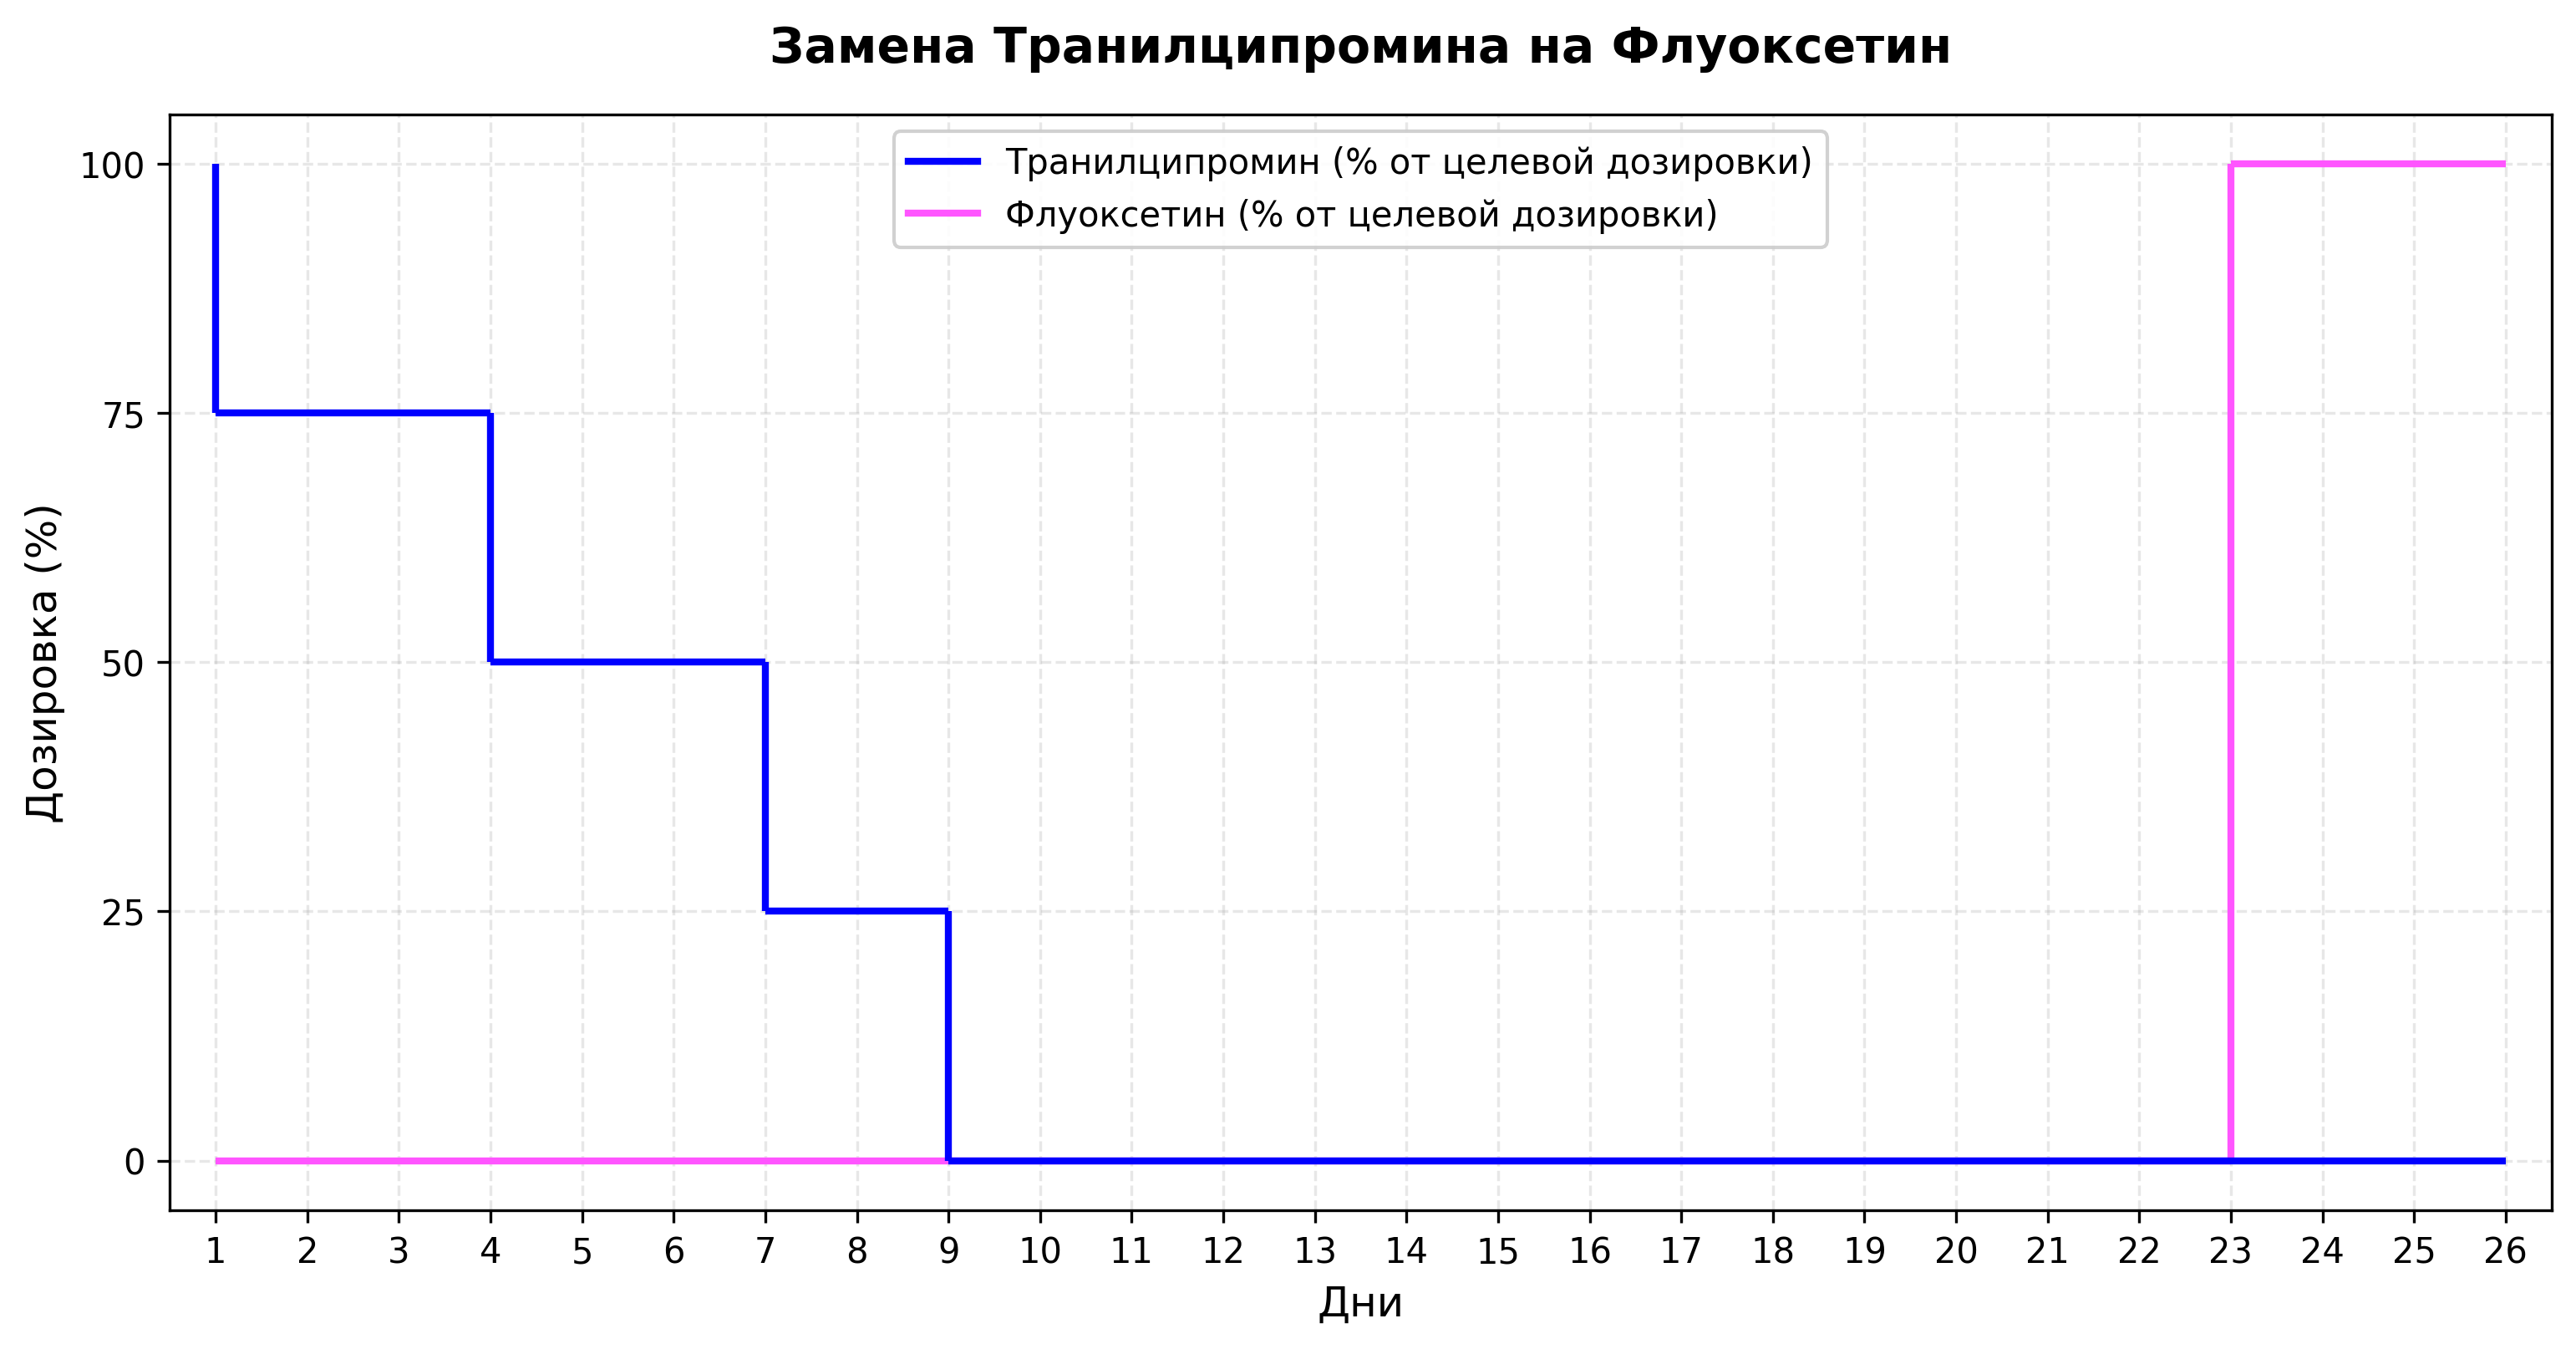 Замена Транилципромина на Флуоксетин
Транилципромин (% от целевой дозировки)
Флуоксетин (% от целевой дозировки)
Дозировка (%)
100
75
50
25
0
1 2 3 4 5 6 7 8 9 10 11 12 13 14 15 16 17 18 19 20 21 22 23 24 25 26
Дни